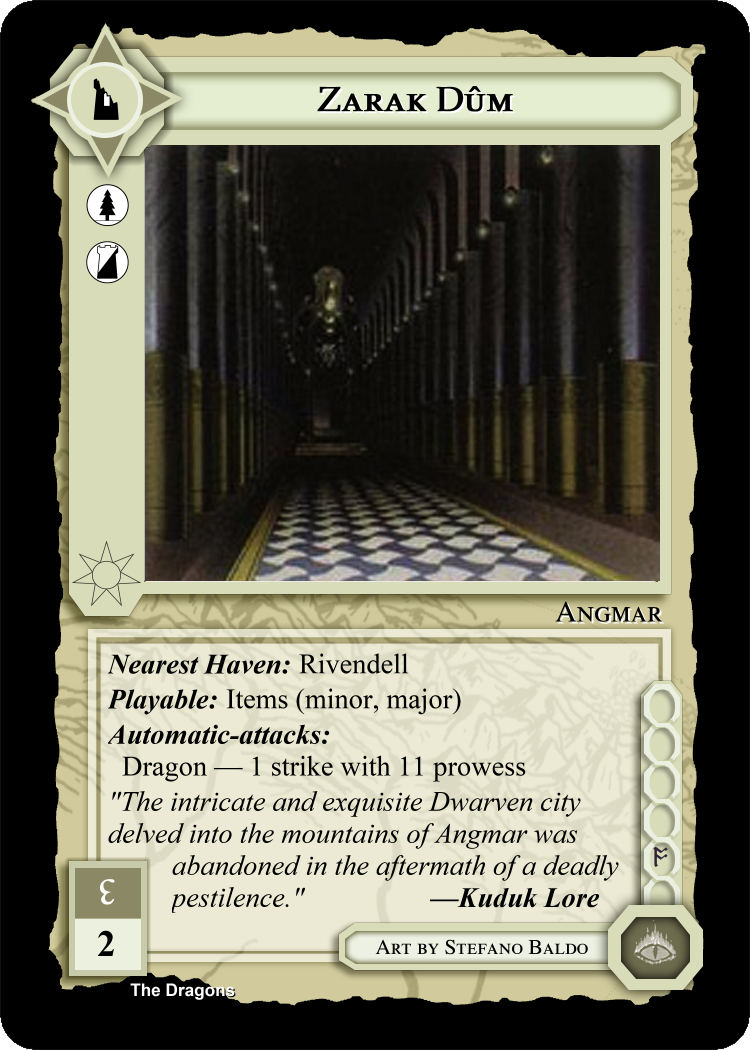 Zarak Dûm
Angmar
Nearest Haven: Rivendell
Playable: Items (minor, major)
Automatic-attacks:
Dragon — 1 strike with 11 prowess
"The intricate and exquisite Dwarven city
delved into the mountains of Angmar was
abandoned in the aftermath of a deadly
pestilence." —Kuduk Lore
2
Art by Stefano Baldo
The Dragons